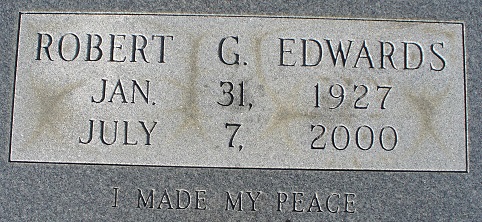 ROBERT G. EDWARDS
JAN. 31, 1927
JULY 7, 2000
I MADE MY PEACE